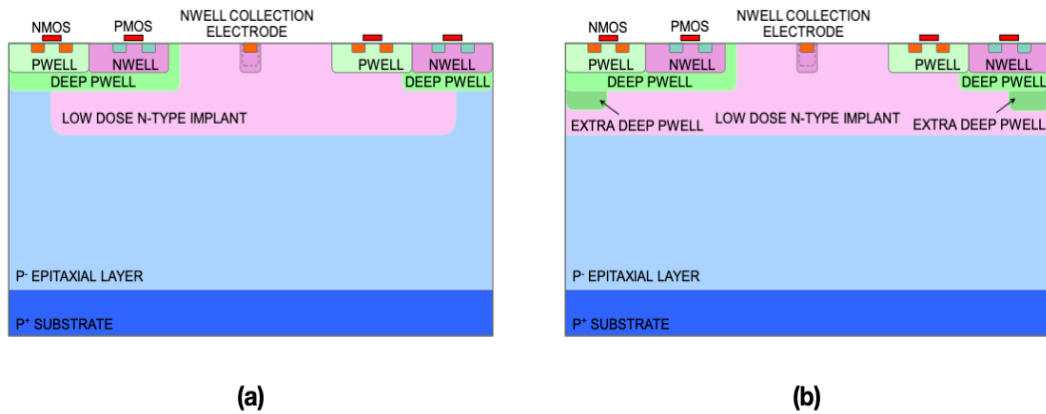 NMOS
PMOS
NWELL COLLECTION
ELECTRODE
PWELL
NWELL
PWELL
NWELL
DEEP PWELL
DEEP PWELL
LOW DOSE N-TYPE IMPLANT
P- EPITAXIAL LAYER
P+ SUBSTRATE
(a)
NMOS
PMOS
NWELL COLLECTION
ELECTRODE
PWELL
NWELL
PWELL
NWELL
DEEP PWELL
DEEP PWELL
EXTRA DEEP PWELL
LOW DOSE N-TYPE IMPLANT
EXTRA DEEP PWELL
P- EPITAXIAL LAYER
P+ SUBSTRATE
(b)